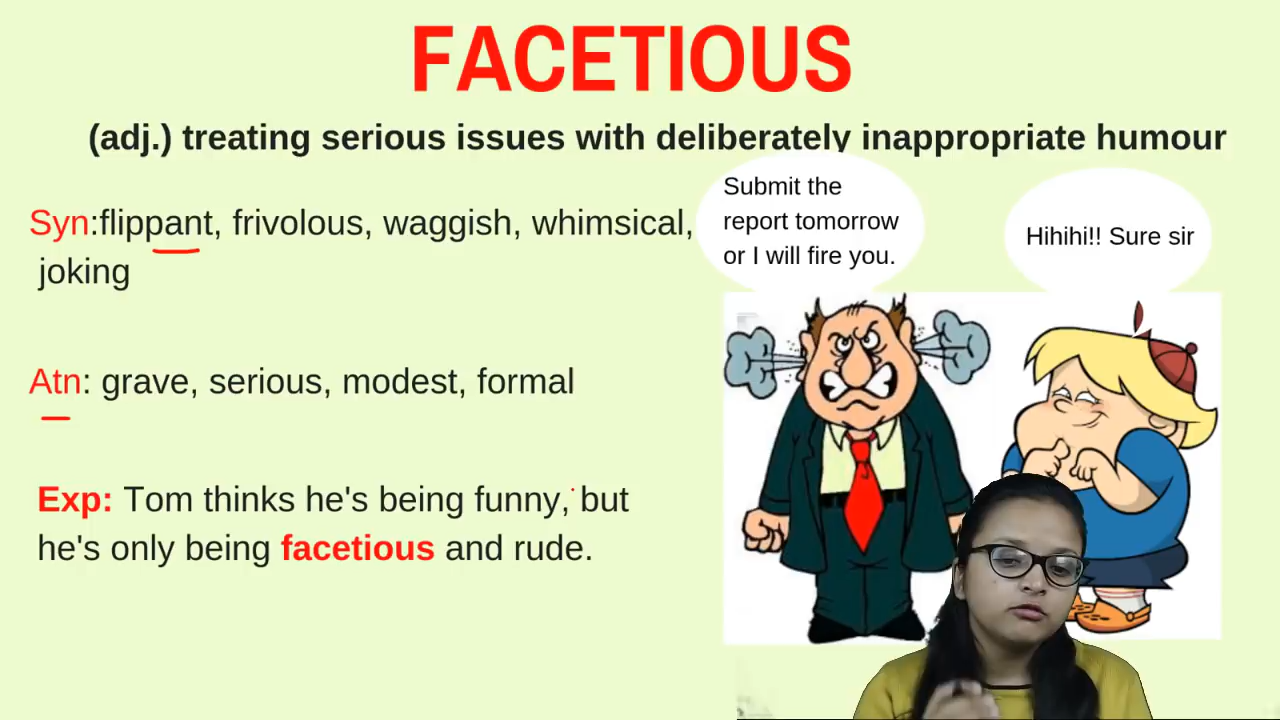 FACETIOUS
(adj.) treating serious issues with deliberately inappropriate humour
Syn:flippant, frivolous, waggish, whimsical,
joking
Submit the
report tomorrow
or I will fire you.
Hihihi!! Sure sir
Atn: grave, serious, modest, formal
Exp: Tom thinks he's being funny, but
he's only being facetious and rude.